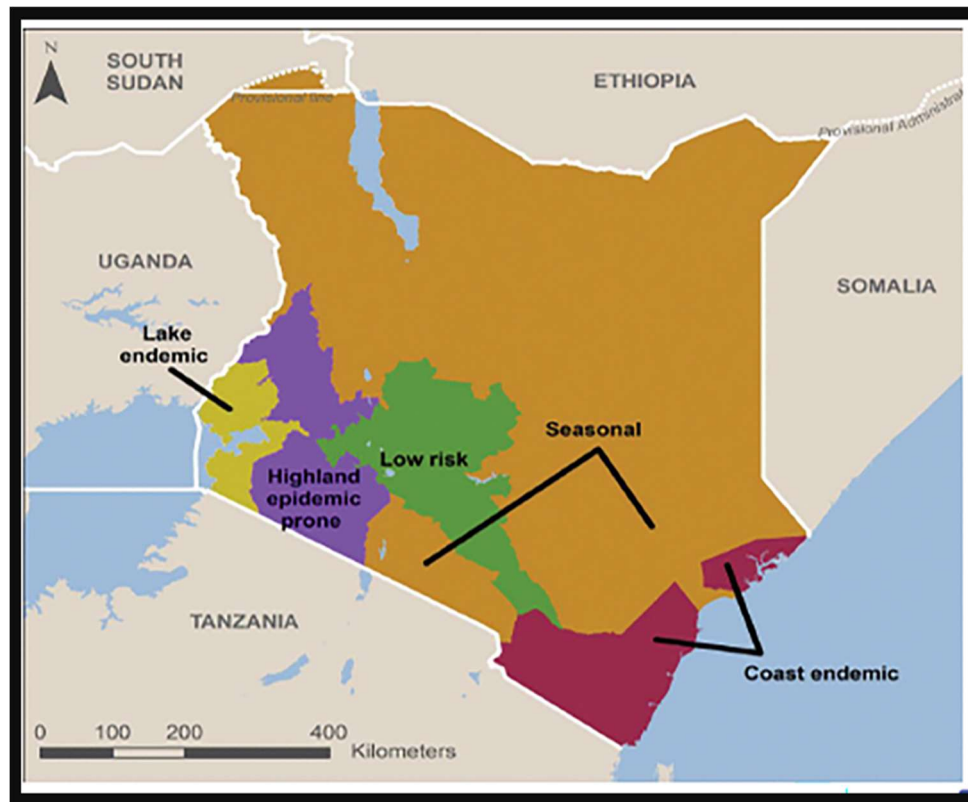 N
SOUTH
SUDAN
ETHIOPIA
Provisional line
Provisional Administrat
UGANDA
SOMALIA
Lake
endemic
Seasonal
Low risk
Highland
epidemic
prone
TANZANIA
Coast endemic
0 100 200 400
Kilometers